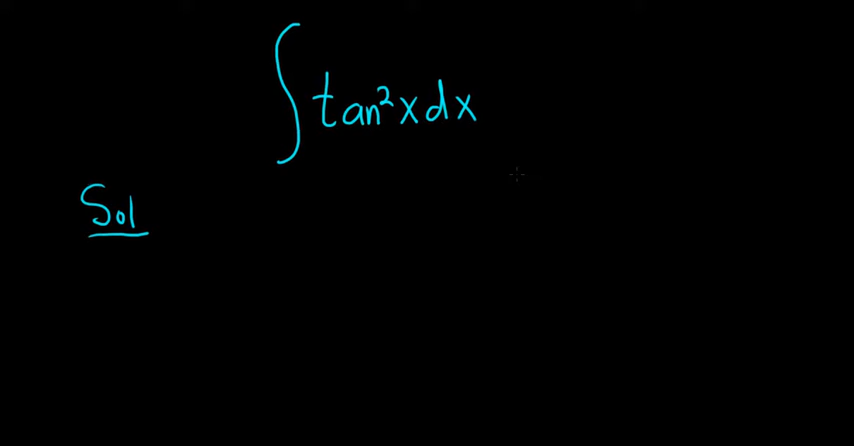 ∫ tan²x dx
Sol